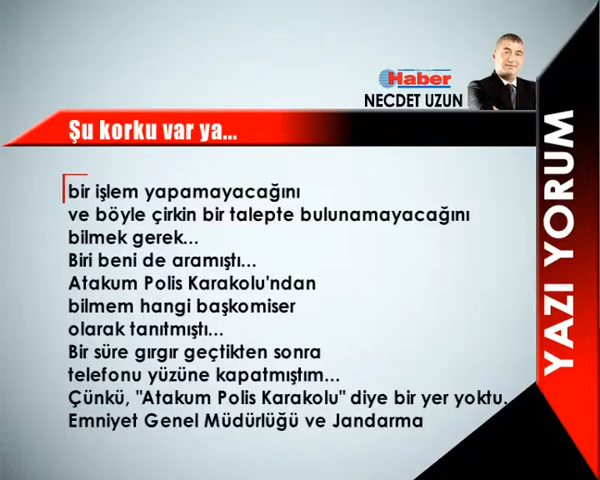 Haber
NECDET UZUN
Şu korku var ya...
bir işlem yapamayacağını
ve böyle çirkin bir talepte bulunamayacağını
bilmek gerek...
Biri beni de aramıştı...
Atakum Polis Karakolu'ndan
bilmem hangi başkomiser
olarak tanıtmıştı...
Bir süre gırgır geçtikten sonra
telefonu yüzüne kapatmıştım...
Çünkü, "Atakum Polis Karakolu" diye bir yer yoktu.
Emniyet Genel Müdürlüğü ve Jandarma
YAZI YORUM